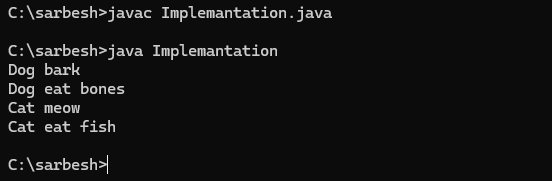 C:\sarbesh>javac Implemantation.java
C:\sarbesh>java Implemantation
Dog bark
Dog eat bones
Cat meow
Cat eat fish
C:\sarbesh>